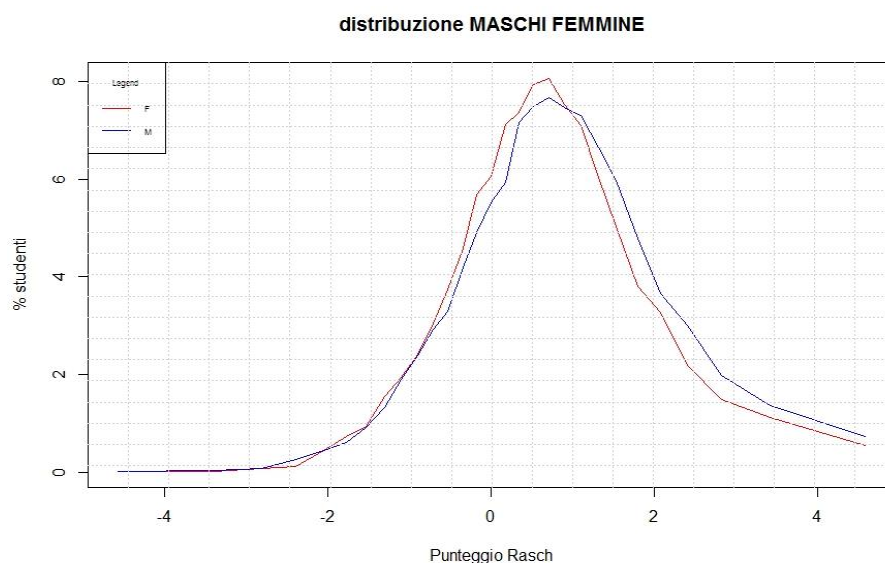 distribuzione MASCHI FEMMINE
Legend
F
M
8
6
4
2
0
% studenti
-4
-2
0
2
4
Punteggio Rasch